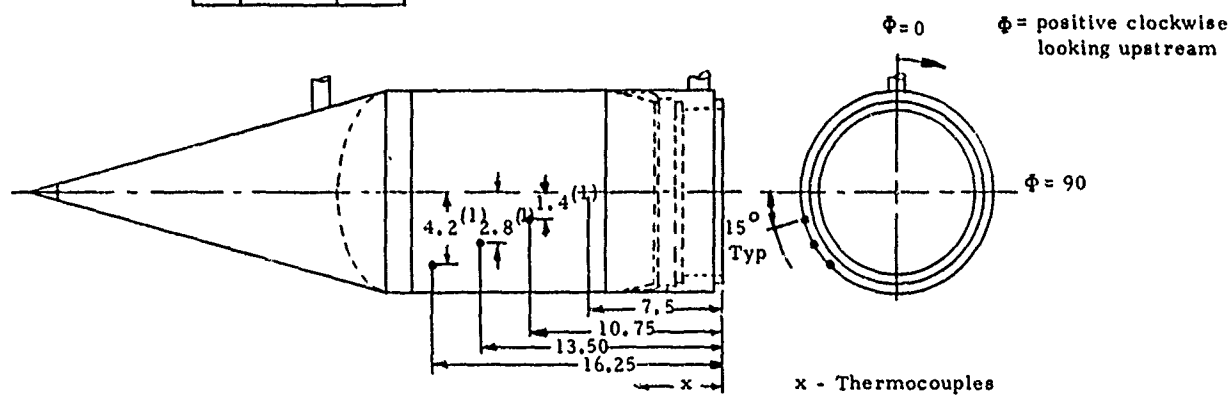 Φ= 0
Φ= positive clockwise
looking upstream
Φ= 90
4.2(1)
2.8(1)
1.4(1)
15°
Typ
7.5
10.75
13.50
16.25
x
x - Thermocouples